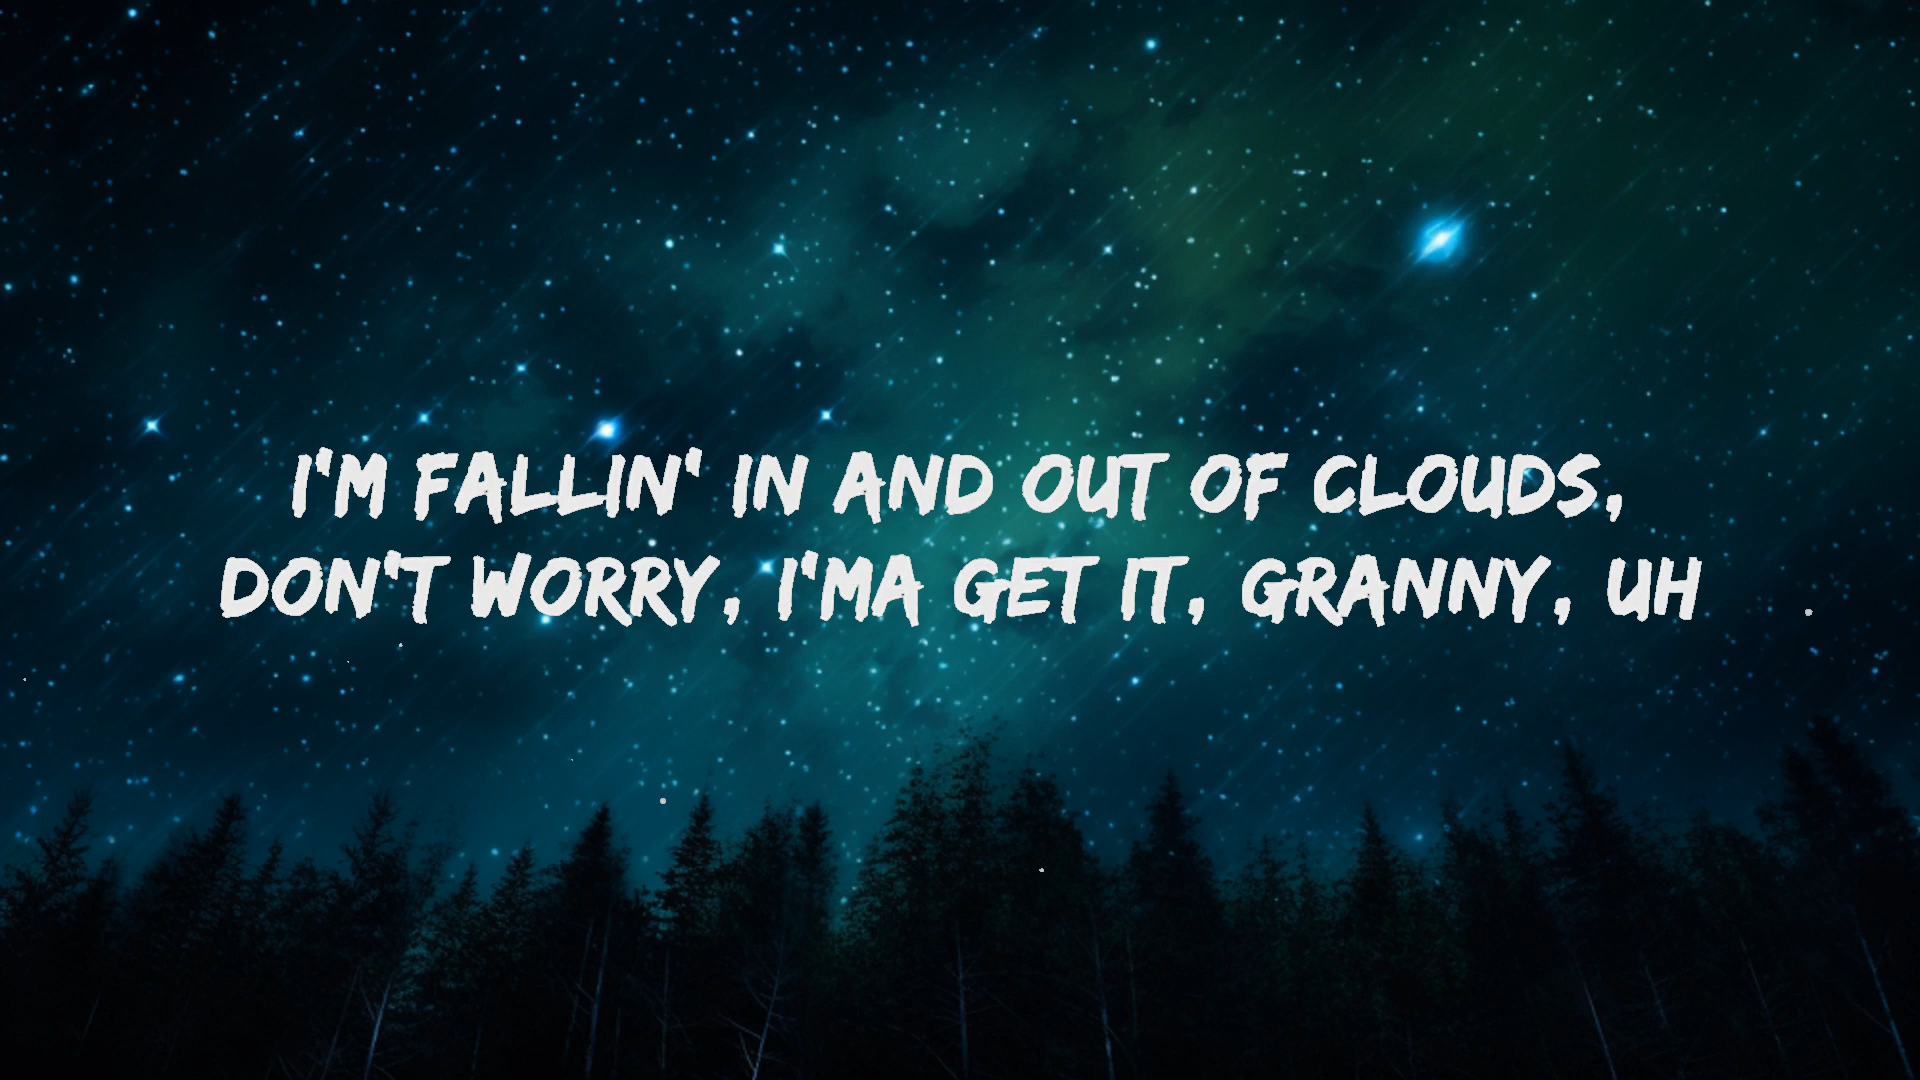 I'M FALLIN' IN AND OUT OF CLOUDS,
DON'T WORRY, I'MA GET IT, GRANNY, UH